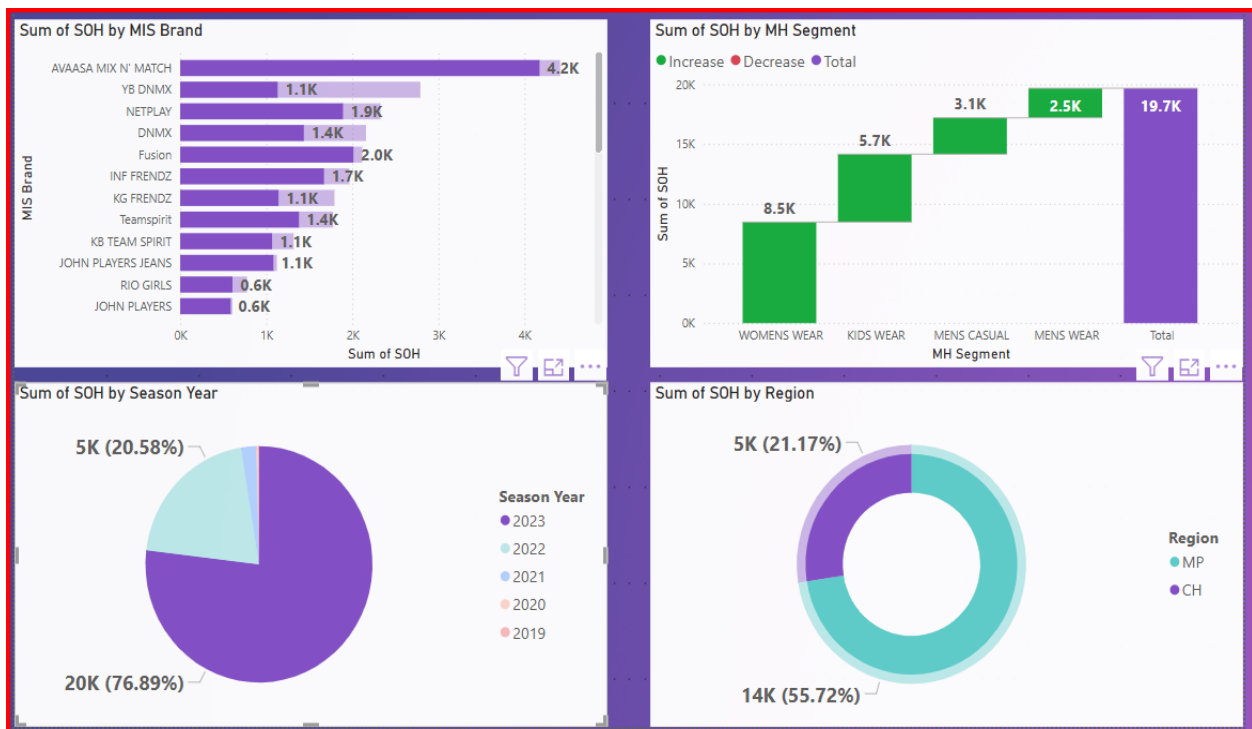 Sum of SOH by MIS Brand
AVAASA MIX N' MATCH 4.2K
YB DNMX 1.1K
NETPLAY 1.9K
DNMX 1.4K
Fusion 2.0K
INF FRENDZ 1.7K
KG FRENDZ 1.1K
Teamspirit 1.4K
KB TEAM SPIRIT 1.1K
JOHN PLAYERS JEANS 1.1K
RIO GIRLS 0.6K
JOHN PLAYERS 0.6K
MIS Brand
0K 1K 2K 3K 4K
Sum of SOH
Sum of SOH by MH Segment
Increase Decrease Total
20K
15K
10K
5K
0K
Sum of SOH
8.5K 5.7K 3.1K 2.5K 19.7K
WOMENS WEAR KIDS WEAR MENS CASUAL MENS WEAR Total
MH Segment
Sum of SOH by Season Year
5K (20.58%)
20K (76.89%)
Season Year
2023
2022
2021
2020
2019
Sum of SOH by Region
5K (21.17%)
14K (55.72%)
Region
MP
CH